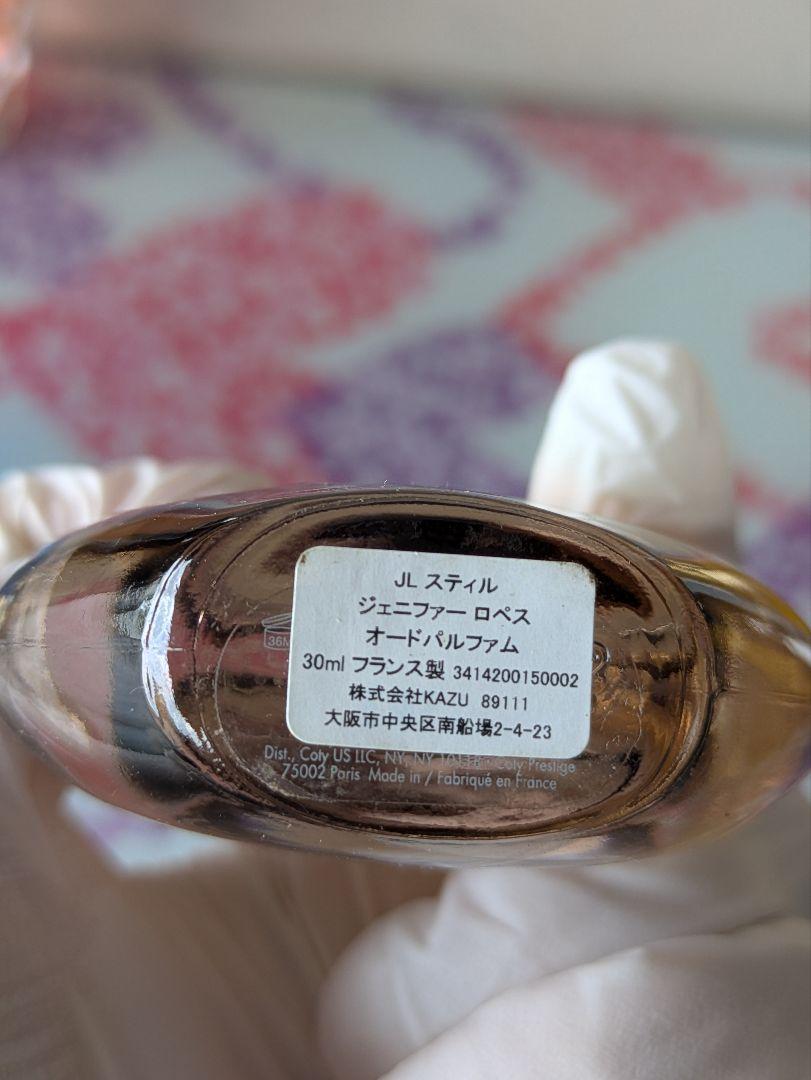 JL スティル
ジェニファー ロペス
オードパルファム
30ml フランス製 3414200150002
株式会社KAZU 89111
大阪市中央区南船場2-4-23
36M
Dist., Coty US LLC, NY, NY Coty Prestige
75002 Paris Made in / Fabriqué en France